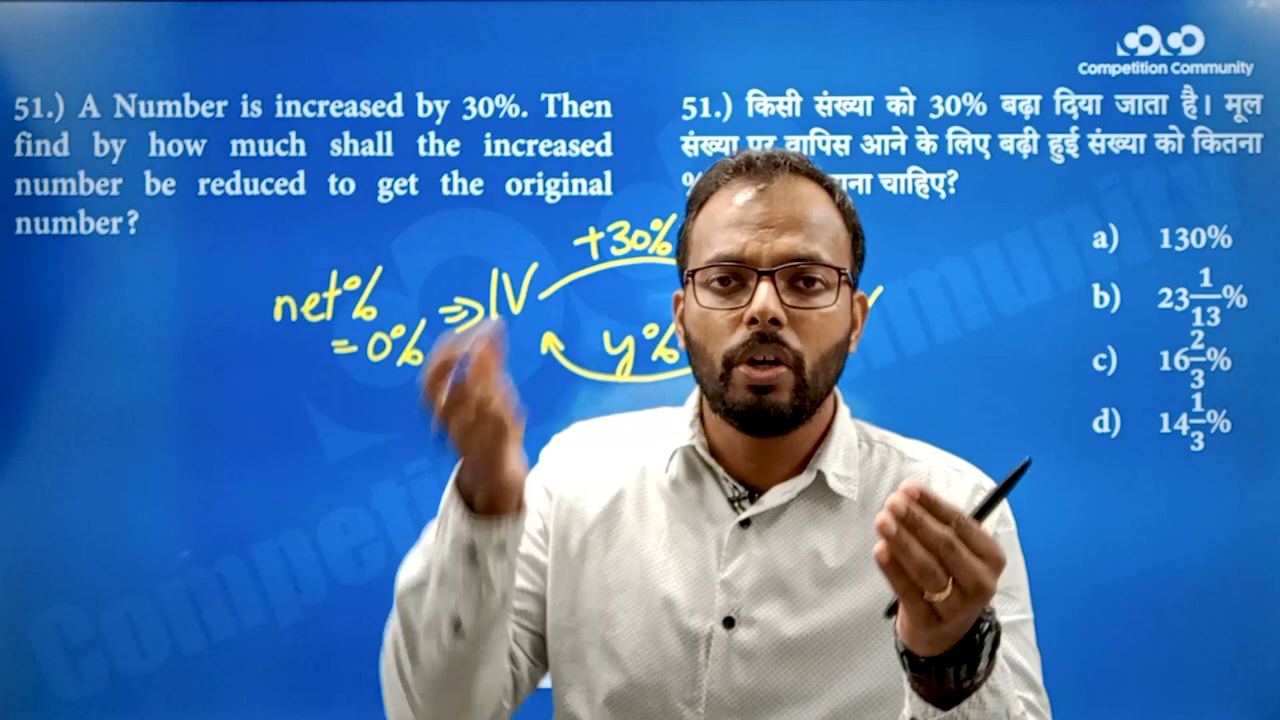 Competition Community
51.) A Number is increased by 30%. Then
find by how much shall the increased
number be reduced to get the original
number?
51.) किसी संख्या को 30% बढ़ा दिया जाता है। मूल
संख्या पर वापिस आने के लिए बढ़ी हुई संख्या को कितना
% चाहिए?
a) 130%
b) 23 1/13 %
c) 16 2/3 %
d) 14 1/3 %
+30%
net%
= 0%
⇒ IV
y%